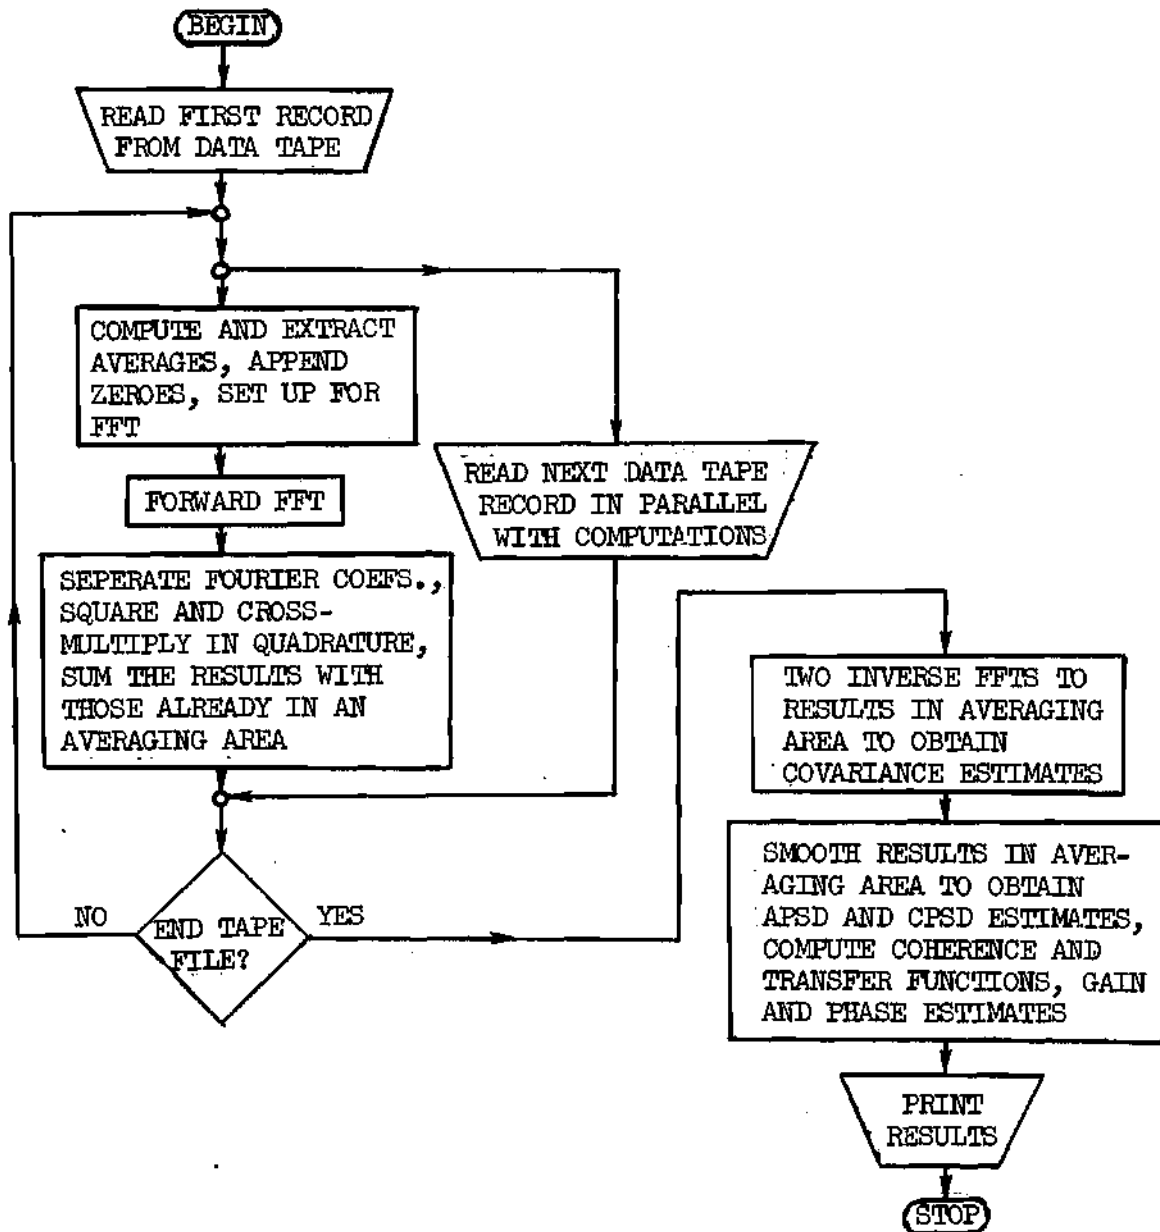 BEGIN
READ FIRST RECORD
FROM DATA TAPE
COMPUTE AND EXTRACT
AVERAGES, APPEND
ZEROES, SET UP FOR
FFT
READ NEXT DATA TAPE
RECORD IN PARALLEL
WITH COMPUTATIONS
FORWARD FFT
SEPERATE FOURIER COEFS.,
SQUARE AND CROSS-
MULTIPLY IN QUADRATURE,
SUM THE RESULTS WITH
THOSE ALREADY IN AN
AVERAGING AREA
END TAPE
FILE?
NO
YES
TWO INVERSE FFTS TO
RESULTS IN AVERAGING
AREA TO OBTAIN
COVARIANCE ESTIMATES
SMOOTH RESULTS IN AVER-
AGING AREA TO OBTAIN
APSD AND CPSD ESTIMATES,
COMPUTE COHERENCE AND
TRANSFER FUNCTIONS, GAIN
AND PHASE ESTIMATES
PRINT
RESULTS
STOP